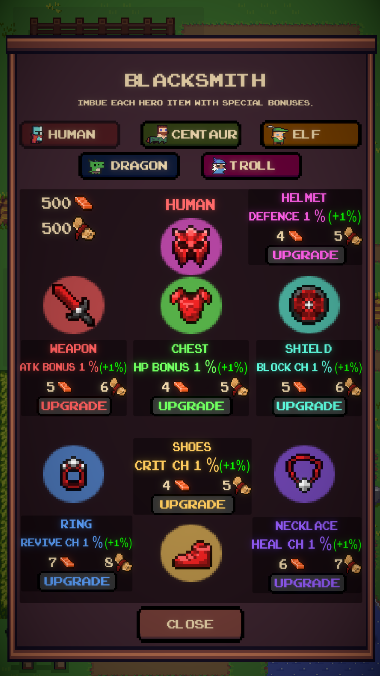 BLACKSMITH
IMBUE EACH HERO ITEM WITH SPECIAL BONUSES.
HUMAN
CENTAUR
ELF
DRAGON
TROLL
500
500
HUMAN
HELMET
DEFENCE 1 % (+1%)
4 5
UPGRADE
WEAPON
ATK BONUS 1 % (+1%)
5 6
UPGRADE
CHEST
HP BONUS 1 % (+1%)
4 5
UPGRADE
SHIELD
BLOCK CH 1 % (+1%)
5 6
UPGRADE
SHOES
CRIT CH 1 % (+1%)
4 5
UPGRADE
RING
REVIVE CH 1 % (+1%)
7 8
UPGRADE
NECKLACE
HEAL CH 1 % (+1%)
6 7
UPGRADE
CLOSE